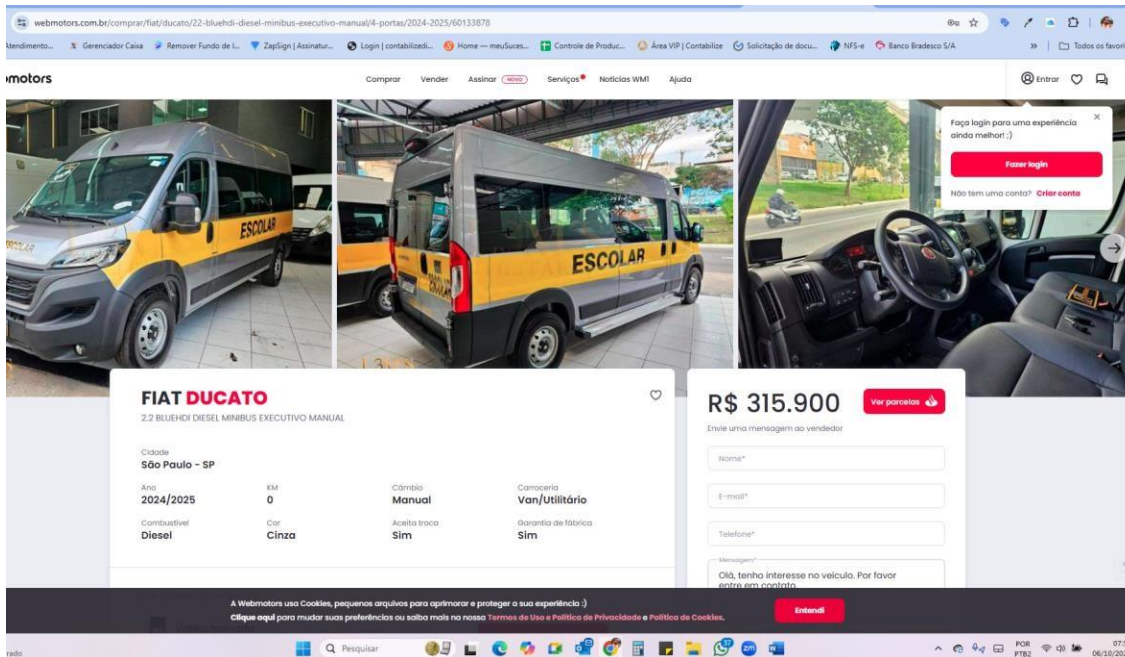 webmotors.com.br/comprar/fiat/ducato/22-bluehdi-diesel-minibus-executivo-manual/4-portas/2024-2025/60133878
Atendimento... Gerenciador Caixa Remover Fundo de I... ZapSign | Assinatur... Login | contabilizedi... Home — meuSuces... Controle de Produc... Área VIP | Contabilize Solicitação de docu... NFS-e Banco Bradesco S/A » Todos os favori
motors Comprar Vender Assinar NOVO Serviços Notícias WM1 Ajuda Entrar
Faça login para uma experiência
ainda melhor! ;)
Fazer login
Não tem uma conta? Criar conta
ESCOLAR
ESCOLAR
ESCOLAR
FIAT DUCATO
2.2 BLUEHDI DIESEL MINIBUS EXECUTIVO MANUAL
Cidade
São Paulo - SP
Ano KM Câmbio Carroceria
2024/2025 0 Manual Van/Utilitário
Combustível Cor Aceita troca Garantia de fábrica
Diesel Cinza Sim Sim
R$ 315.900 Ver parcelas
Envie uma mensagem ao vendedor
Nome*
E-mail*
Telefone*
Mensagem*
Olá, tenho interesse no veículo. Por favor
entre em contato.
A Webmotors usa Cookies, pequenos arquivos para aprimorar e proteger a sua experiência :)
Clique aqui para mudar suas preferências ou saiba mais na nossa Termos de Uso e Política de Privacidade e Política de Cookies.
Entendi
rado Pesquisar POR
PTB2
06/10/202